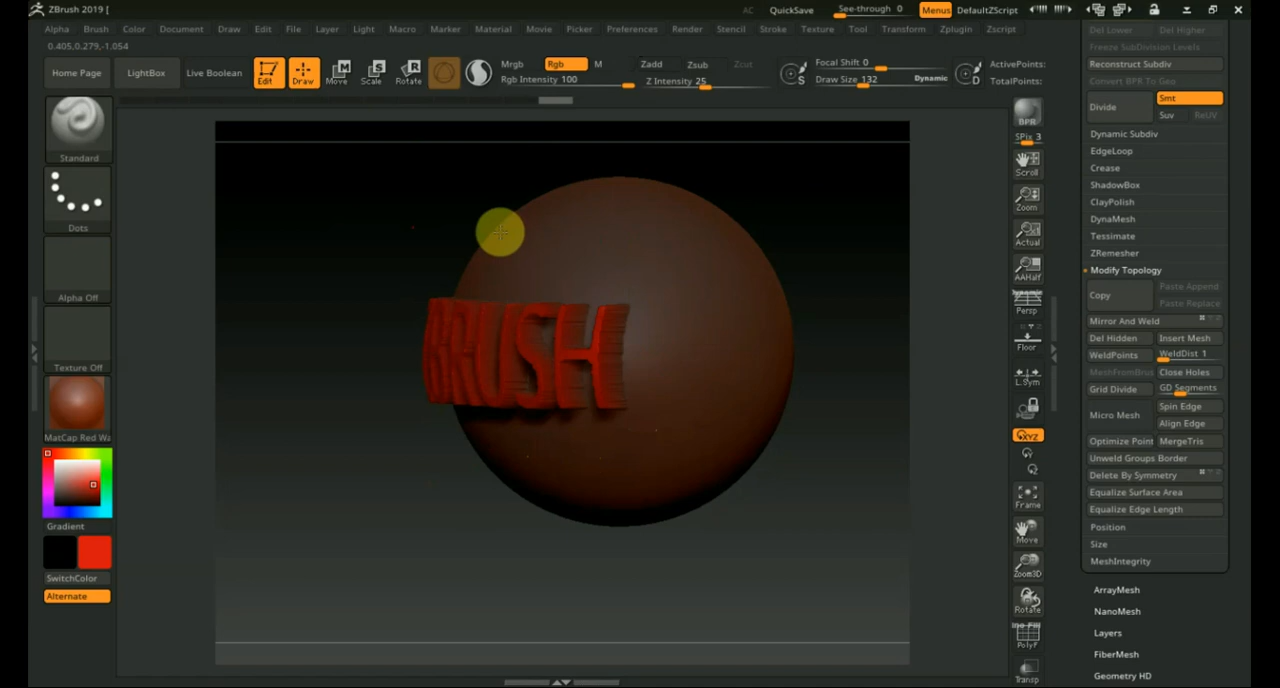 ZBrush 2019 [
AC QuickSave See-through 0 Menus DefaultZScript
Alpha Brush Color Document Draw Edit File Layer Light Macro Marker Material Movie Picker Preferences Render Stencil Stroke Texture Tool Transform Zplugin Zscript
0.405,0.279,-1.054
Home Page LightBox Live Boolean Edit Draw Move Scale Rotate
Mrgb Rgb M Zadd Zsub Zcut
Rgb Intensity 100 Z Intensity 25
Focal Shift 0
Draw Size 132 Dynamic
ActivePoints:
TotalPoints:
Standard
Dots
Alpha Off
Texture Off
MatCap Red Wa
Gradient
SwitchColor
Alternate
BPR
SPix 3
Scroll
Zoom
Actual
AAHalf
Dynamic
Persp
Floor
L.Sym
XYZ
Y
Z
Frame
Move
Zoom3D
Rotate
PolyF
Transp
Del Lower Del Higher
Freeze SubDivision Levels
Reconstruct Subdiv
Convert BPR To Geo
Divide Smt
Suv ReUV
Dynamic Subdiv
EdgeLoop
Crease
ShadowBox
ClayPolish
DynaMesh
Tessimate
ZRemesher
Modify Topology
Copy Paste Append
Paste Replace
Mirror And Weld
Del Hidden Insert Mesh
WeldPoints WeldDist 1
MeshFromBrus Close Holes
Grid Divide GD Segments
Micro Mesh Spin Edge
Align Edge
Optimize Point MergeTris
Unweld Groups Border
Delete By Symmetry
Equalize Surface Area
Equalize Edge Length
Position
Size
MeshIntegrity
ArrayMesh
NanoMesh
Layers
FiberMesh
Geometry HD